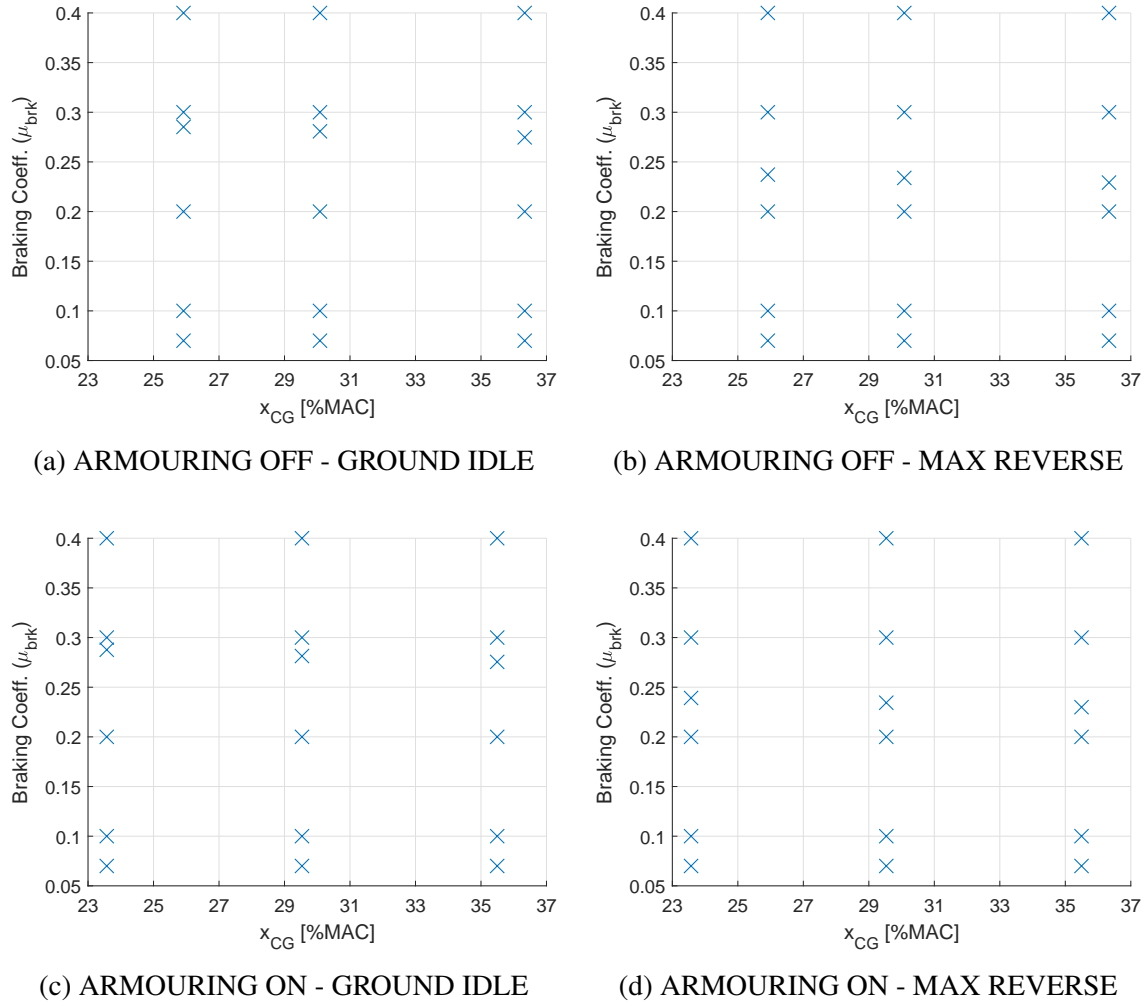 0.4
0.35
0.3
0.25
0.2
0.15
0.1
0.05
Braking Coeff. (μbrk)
23 25 27 29 31 33 35 37
xCG [%MAC]
(a) ARMOURING OFF - GROUND IDLE
0.4
0.35
0.3
0.25
0.2
0.15
0.1
0.05
Braking Coeff. (μbrk)
23 25 27 29 31 33 35 37
xCG [%MAC]
(b) ARMOURING OFF - MAX REVERSE
0.4
0.35
0.3
0.25
0.2
0.15
0.1
0.05
Braking Coeff. (μbrk)
23 25 27 29 31 33 35 37
xCG [%MAC]
(c) ARMOURING ON - GROUND IDLE
0.4
0.35
0.3
0.25
0.2
0.15
0.1
0.05
Braking Coeff. (μbrk)
23 25 27 29 31 33 35 37
xCG [%MAC]
(d) ARMOURING ON - MAX REVERSE